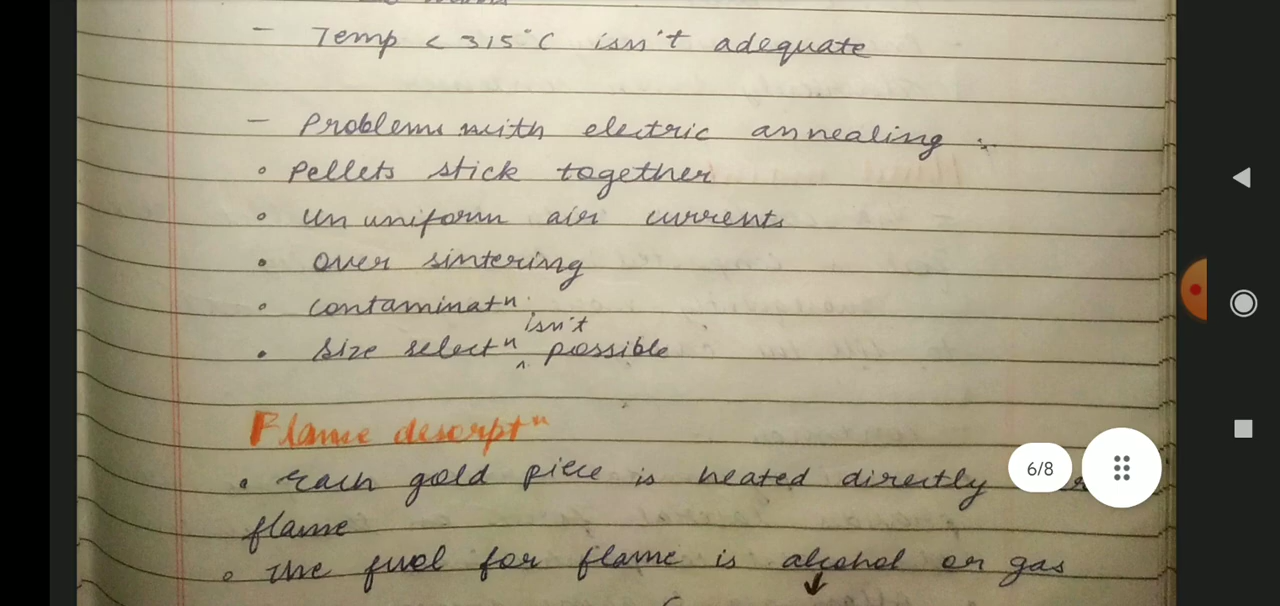 - Temp < 315°C isn't adequate
- Problems with electric annealing :-
• Pellets stick together
• Un uniform air currents
• over sintering
• contaminatⁿ.
isn't
• Size selectⁿ ^ possible
Flame desorptⁿ
• Each gold piece is heated directly
flame
• The fuel for flame is alcohol or gas
6/8